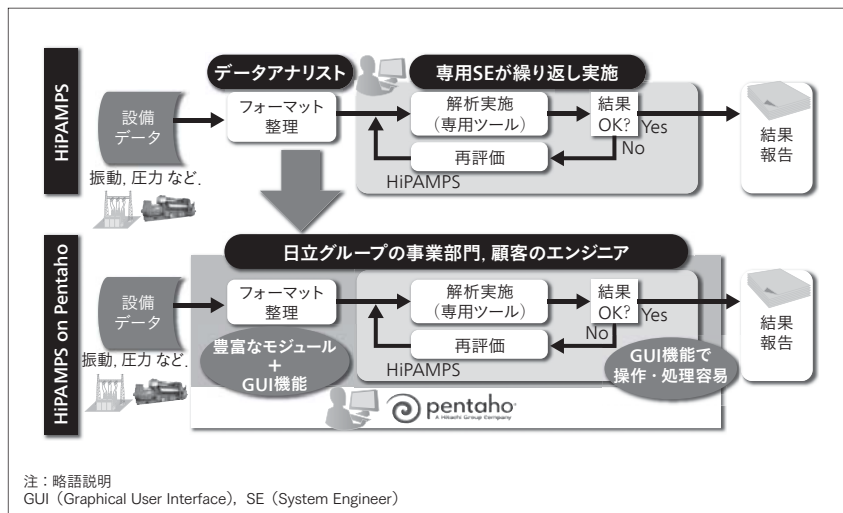 HiPAMPS
データアナリスト
専用SEが繰り返し実施
設備
データ
振動, 圧力 など.
フォーマット
整理
解析実施
(専用ツール)
結果
OK?
Yes
No
再評価
HiPAMPS
結果
報告
HiPAMPS on Pentaho
日立グループの事業部門, 顧客のエンジニア
設備
データ
振動, 圧力 など.
フォーマット
整理
豊富なモジュール
+
GUI機能
解析実施
(専用ツール)
結果
OK?
Yes
No
再評価
HiPAMPS
GUI機能で
操作・処理容易
結果
報告
pentaho
A Hitachi Group Company
注：略語説明
GUI（Graphical User Interface），SE（System Engineer）